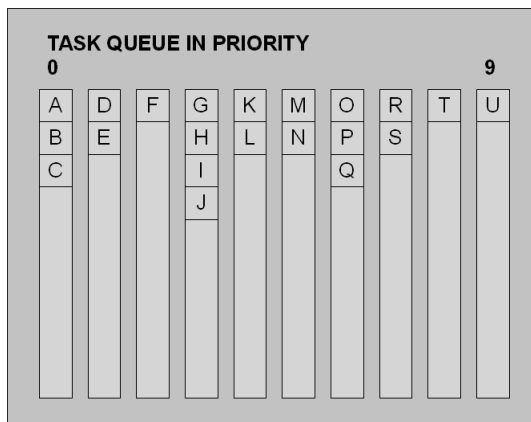 TASK QUEUE IN PRIORITY
0 9
A D F G K M O R T U
B E H L N P S
C I Q
J